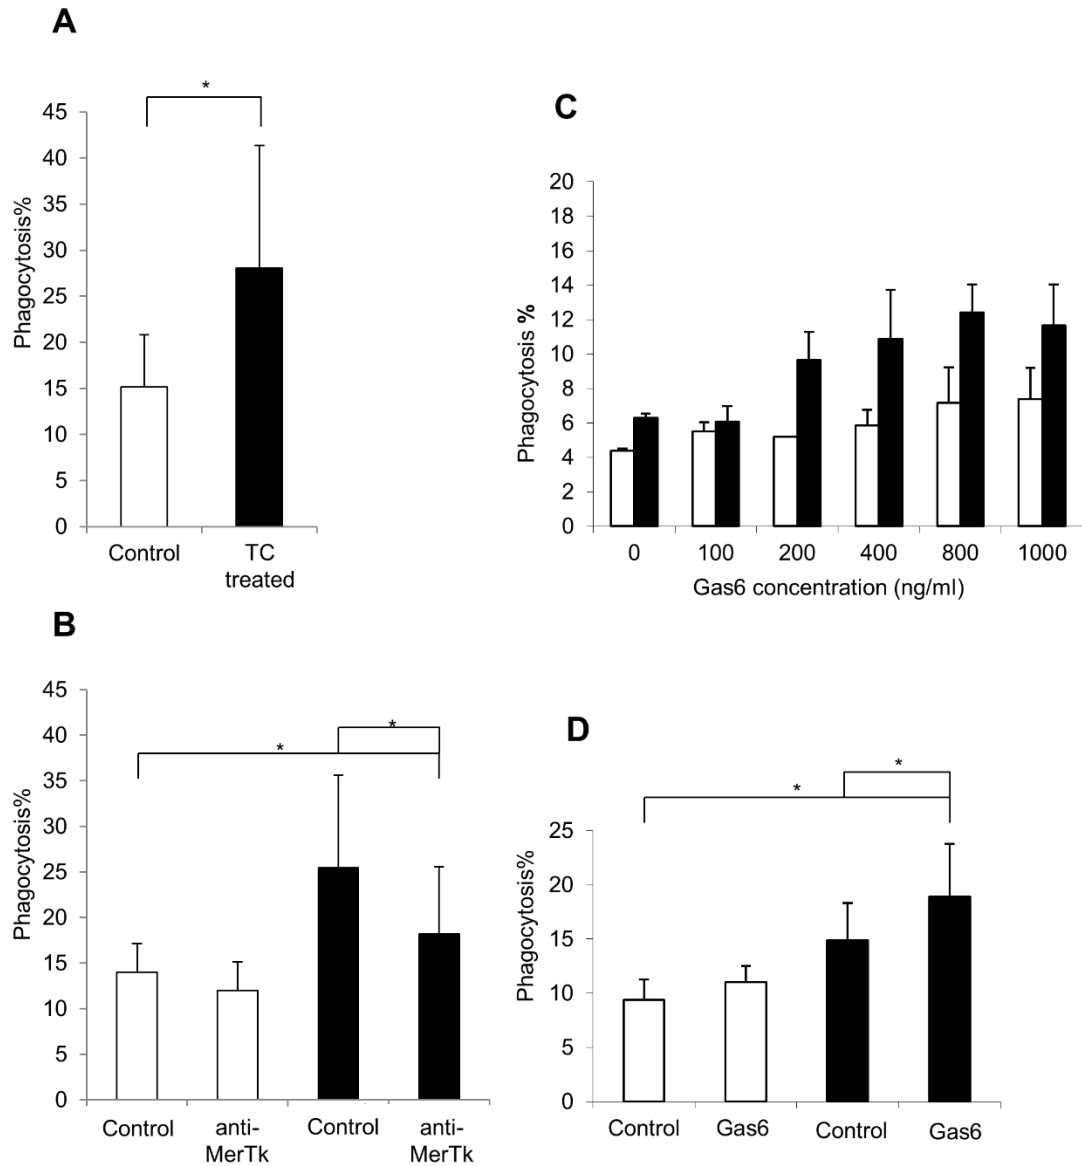 A
*
45
40
35
30
25
20
15
10
5
0
Phagocytosis%
Control
TC
treated
B
*
*
45
40
35
30
25
20
15
10
5
0
Phagocytosis%
Control
anti-
MerTk
Control
anti-
MerTk
C
20
18
16
14
12
10
8
6
4
2
0
Phagocytosis %
0 100 200 400 800 1000
Gas6 concentration (ng/ml)
D
*
*
25
20
15
10
5
0
Phagocytosis%
Control Gas6 Control Gas6